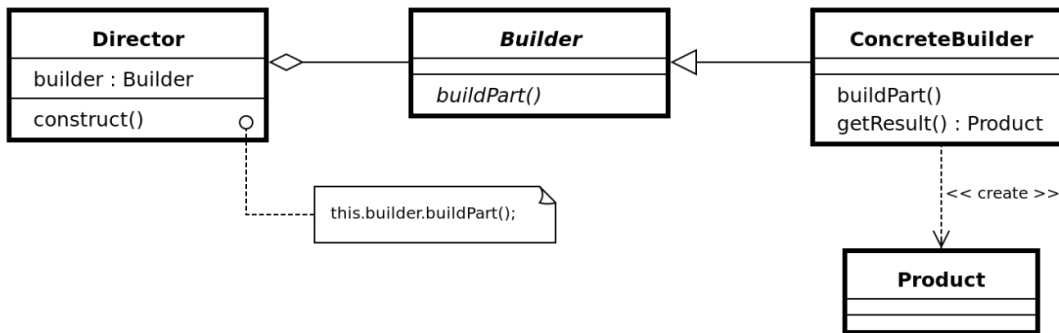 Director
builder : Builder
construct()
this.builder.buildPart();
Builder
buildPart()
ConcreteBuilder
buildPart()
getResult() : Product
<< create >>
Product